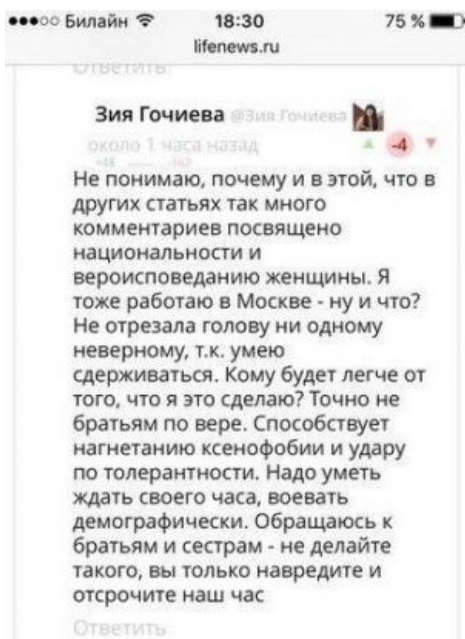 Билайн 18:30 75 %
lifenews.ru
Ответить
Зия Гочиева @Зия Гочиева
около 1 часа назад -4
Не понимаю, почему и в этой, что в
других статьях так много
комментариев посвящено
национальности и
вероисповеданию женщины. Я
тоже работаю в Москве - ну и что?
Не отрезала голову ни одному
неверному, т.к. умею
сдерживаться. Кому будет легче от
того, что я это сделаю? Точно не
братьям по вере. Способствует
нагнетанию ксенофобии и удару
по толерантности. Надо уметь
ждать своего часа, воевать
демографически. Обращаюсь к
братьям и сестрам - не делайте
такого, вы только навредите и
отсрочите наш час
Ответить